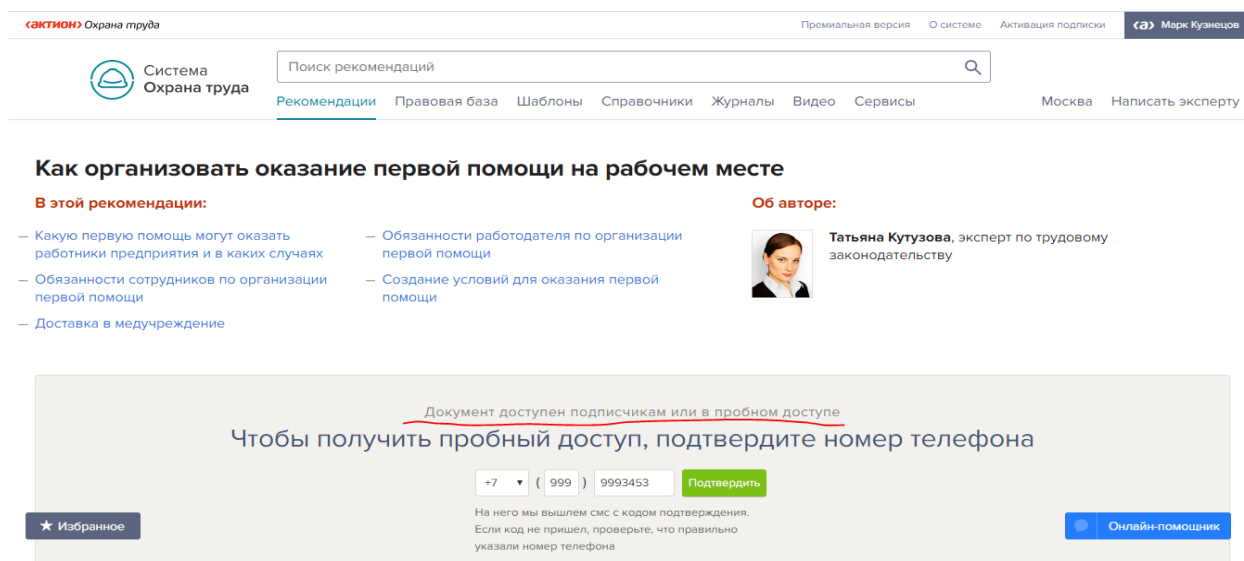 ‹актион› Охрана труда
Премиальная версия О системе Активация подписки ‹а› Марк Кузнецов
Система
Охрана труда
Поиск рекомендаций
Рекомендации Правовая база Шаблоны Справочники Журналы Видео Сервисы Москва Написать эксперту
Как организовать оказание первой помощи на рабочем месте
В этой рекомендации:
— Какую первую помощь могут оказать
работники предприятия и в каких случаях
— Обязанности сотрудников по организации
первой помощи
— Доставка в медучреждение
— Обязанности работодателя по организации
первой помощи
— Создание условий для оказания первой
помощи
Об авторе:
Татьяна Кутузова, эксперт по трудовому
законодательству
Документ доступен подписчикам или в пробном доступе
Чтобы получить пробный доступ, подтвердите номер телефона
+7 ( 999 ) 9993453 Подтвердить
На него мы вышлем смс с кодом подтверждения.
Если код не пришел, проверьте, что правильно
указали номер телефона
★ Избранное
Онлайн-помощник